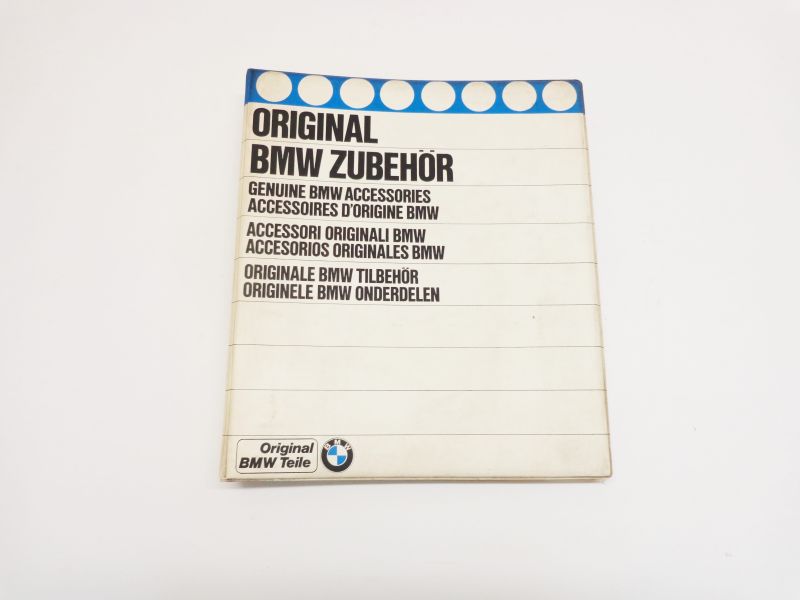 ORIGINAL
BMW ZUBEHÖR
GENUINE BMW ACCESSORIES
ACCESSOIRES D'ORIGINE BMW
ACCESSORI ORIGINALI BMW
ACCESORIOS ORIGINALES BMW
ORIGINALE BMW TILBEHÖR
ORIGINELE BMW ONDERDELEN
Original
BMW Teile
BMW